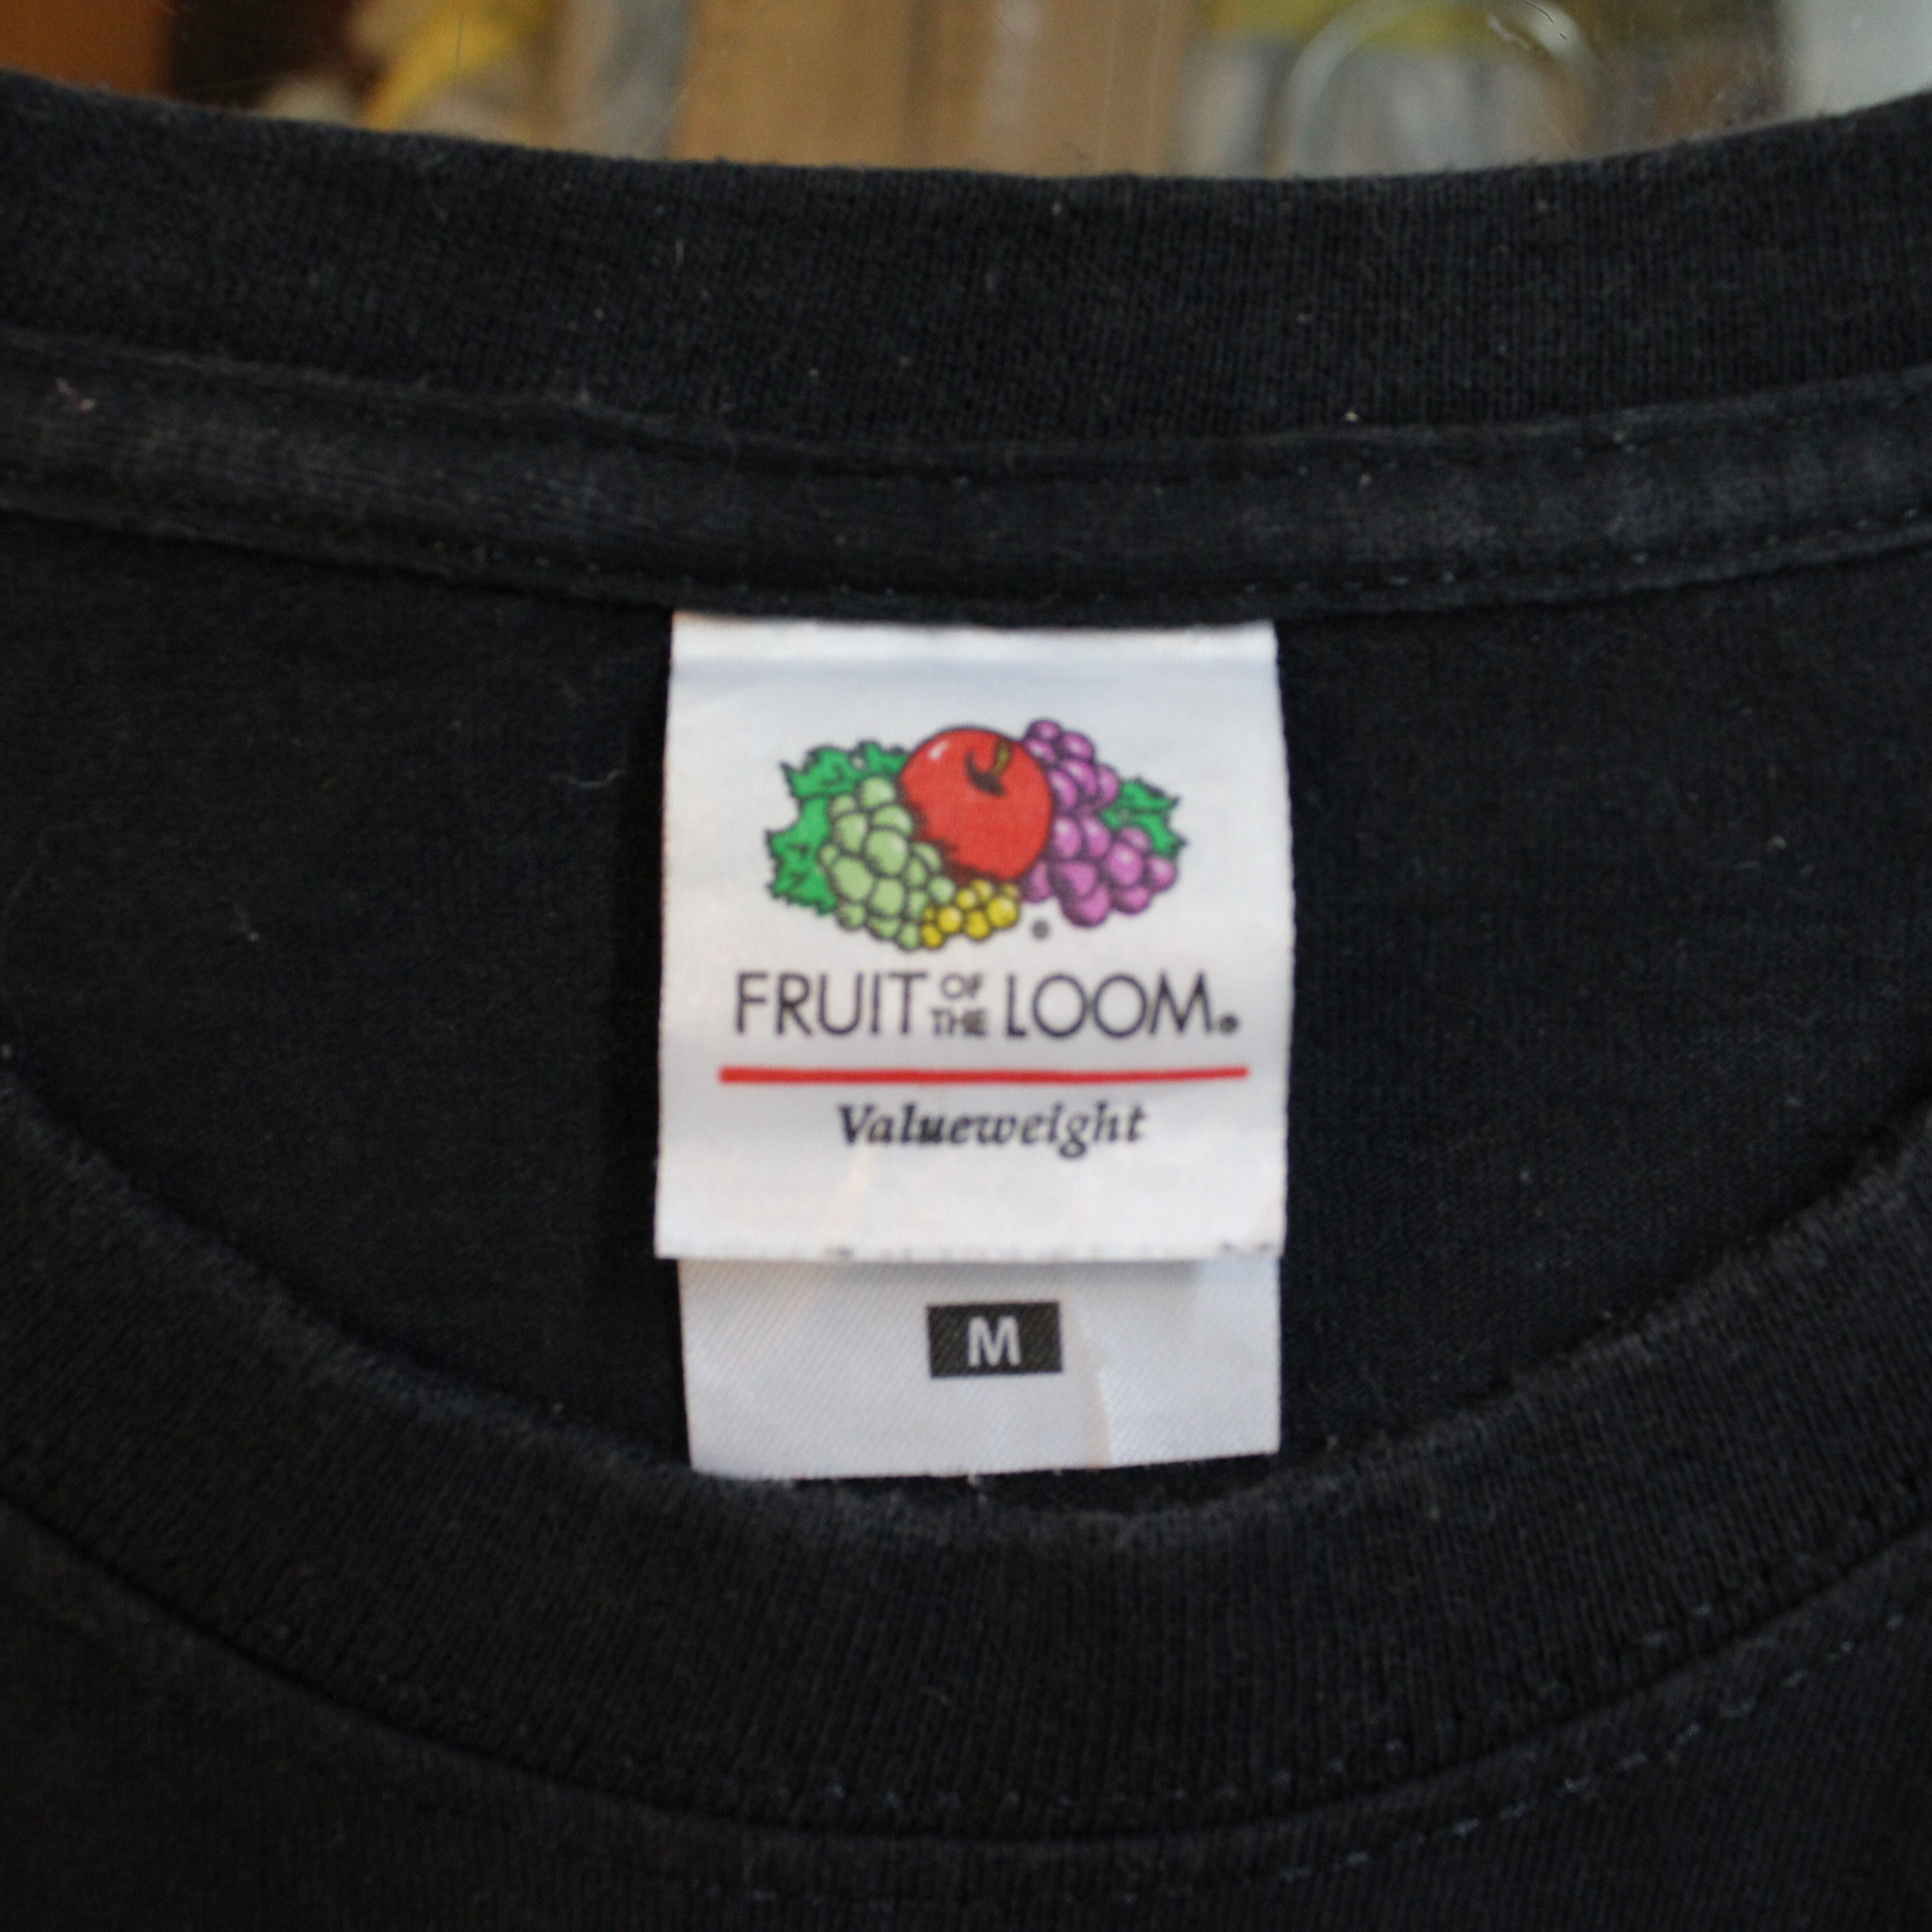 FRUIT OF THE LOOM®
Valueweight
M